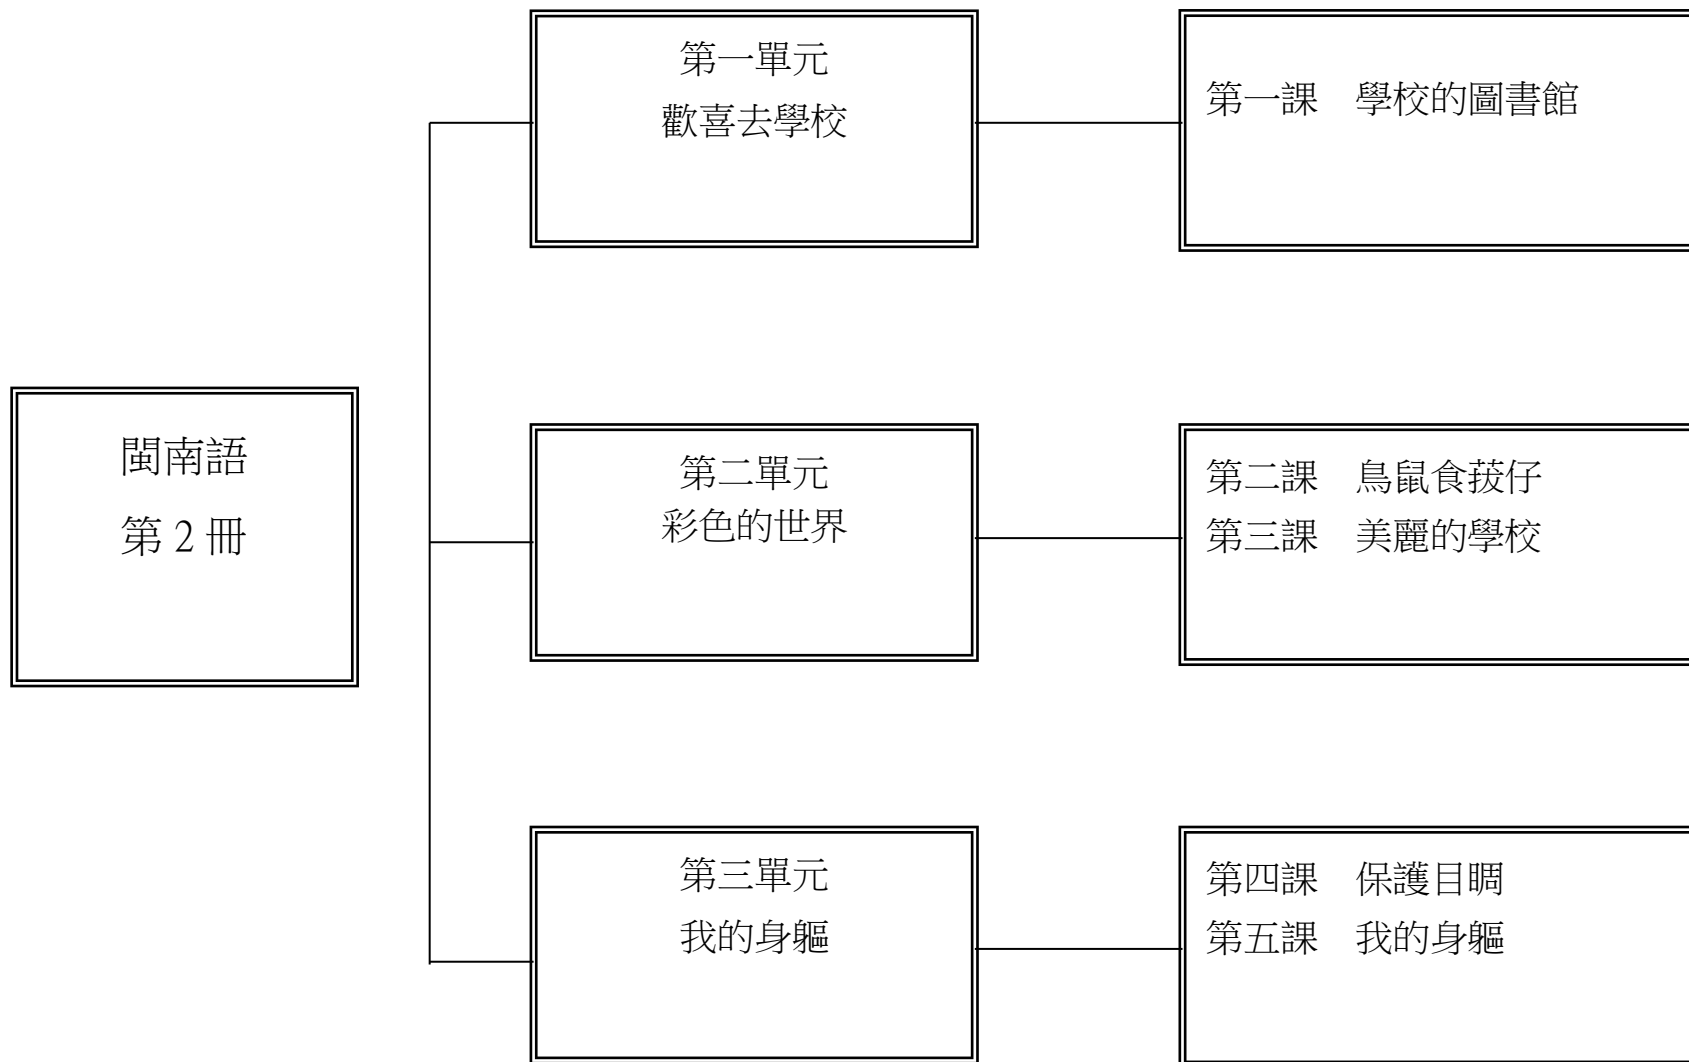 閩南語
第 2 冊
第一單元
歡喜去學校
第一課　學校的圖書館
第二單元
彩色的世界
第二課　鳥鼠食菝仔
第三課　美麗的學校
第三單元
我的身軀
第四課　保護目睭
第五課　我的身軀